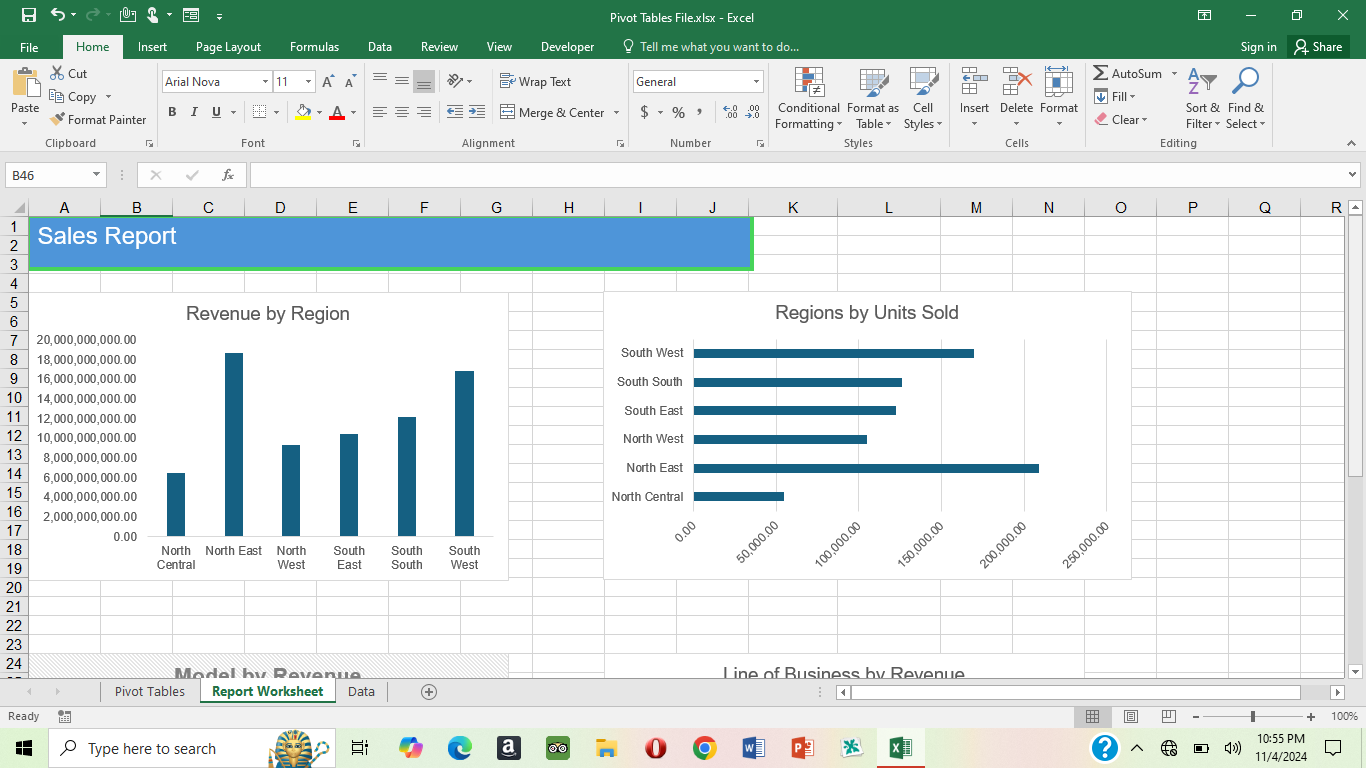 Pivot Tables File.xlsx - Excel
File Home Insert Page Layout Formulas Data Review View Developer Tell me what you want to do... Sign in Share
Paste
Cut
Copy
Format Painter
Clipboard
Arial Nova 11
B I U
Font
Wrap Text
Merge & Center
Alignment
General
$ % ,
Number
Conditional Formatting
Format as Table
Cell Styles
Styles
Insert Delete Format
Cells
AutoSum
Fill
Clear
Sort & Filter
Find & Select
Editing
B46
fx
A B C D E F G H I J K L M N O P Q R
1
2
3
4
5
6
7
8
9
10
11
12
13
14
15
16
17
18
19
20
21
22
23
24
Sales Report
Revenue by Region
20,000,000,000.00
18,000,000,000.00
16,000,000,000.00
14,000,000,000.00
12,000,000,000.00
10,000,000,000.00
8,000,000,000.00
6,000,000,000.00
4,000,000,000.00
2,000,000,000.00
0.00
North Central
North East
North West
South East
South South
South West
Regions by Units Sold
South West
South South
South East
North West
North East
North Central
0.00 50,000.00 100,000.00 150,000.00 200,000.00 250,000.00
Model by Revenue
Line of Business by Revenue
Pivot Tables Report Worksheet Data
Ready
100%
Type here to search
10:55 PM
11/4/2024